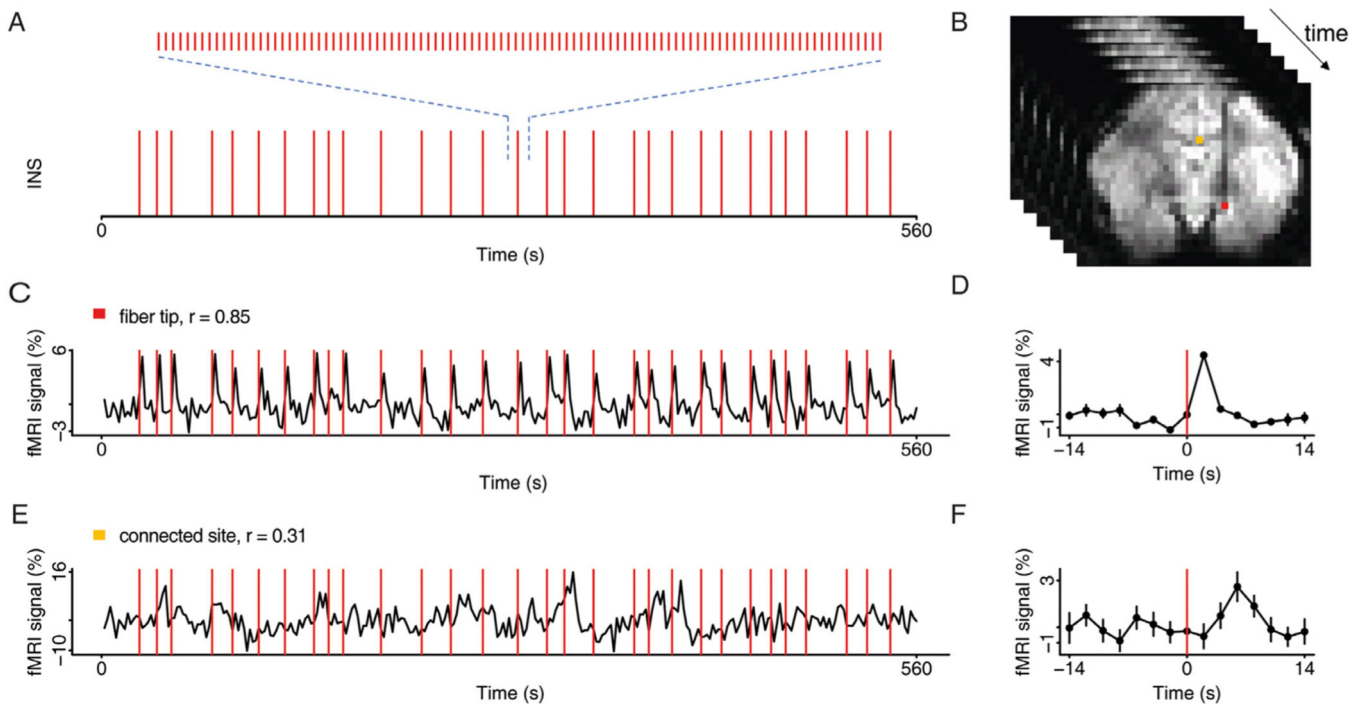 A
INS
0
560
Time (s)
B
time
C
fiber tip, r = 0.85
fMRI signal (%)
6
−3
0
560
Time (s)
D
fMRI signal (%)
4
−1
−14
0
14
Time (s)
E
connected site, r = 0.31
fMRI signal (%)
16
−10
0
560
Time (s)
F
fMRI signal (%)
3
−1
−14
0
14
Time (s)